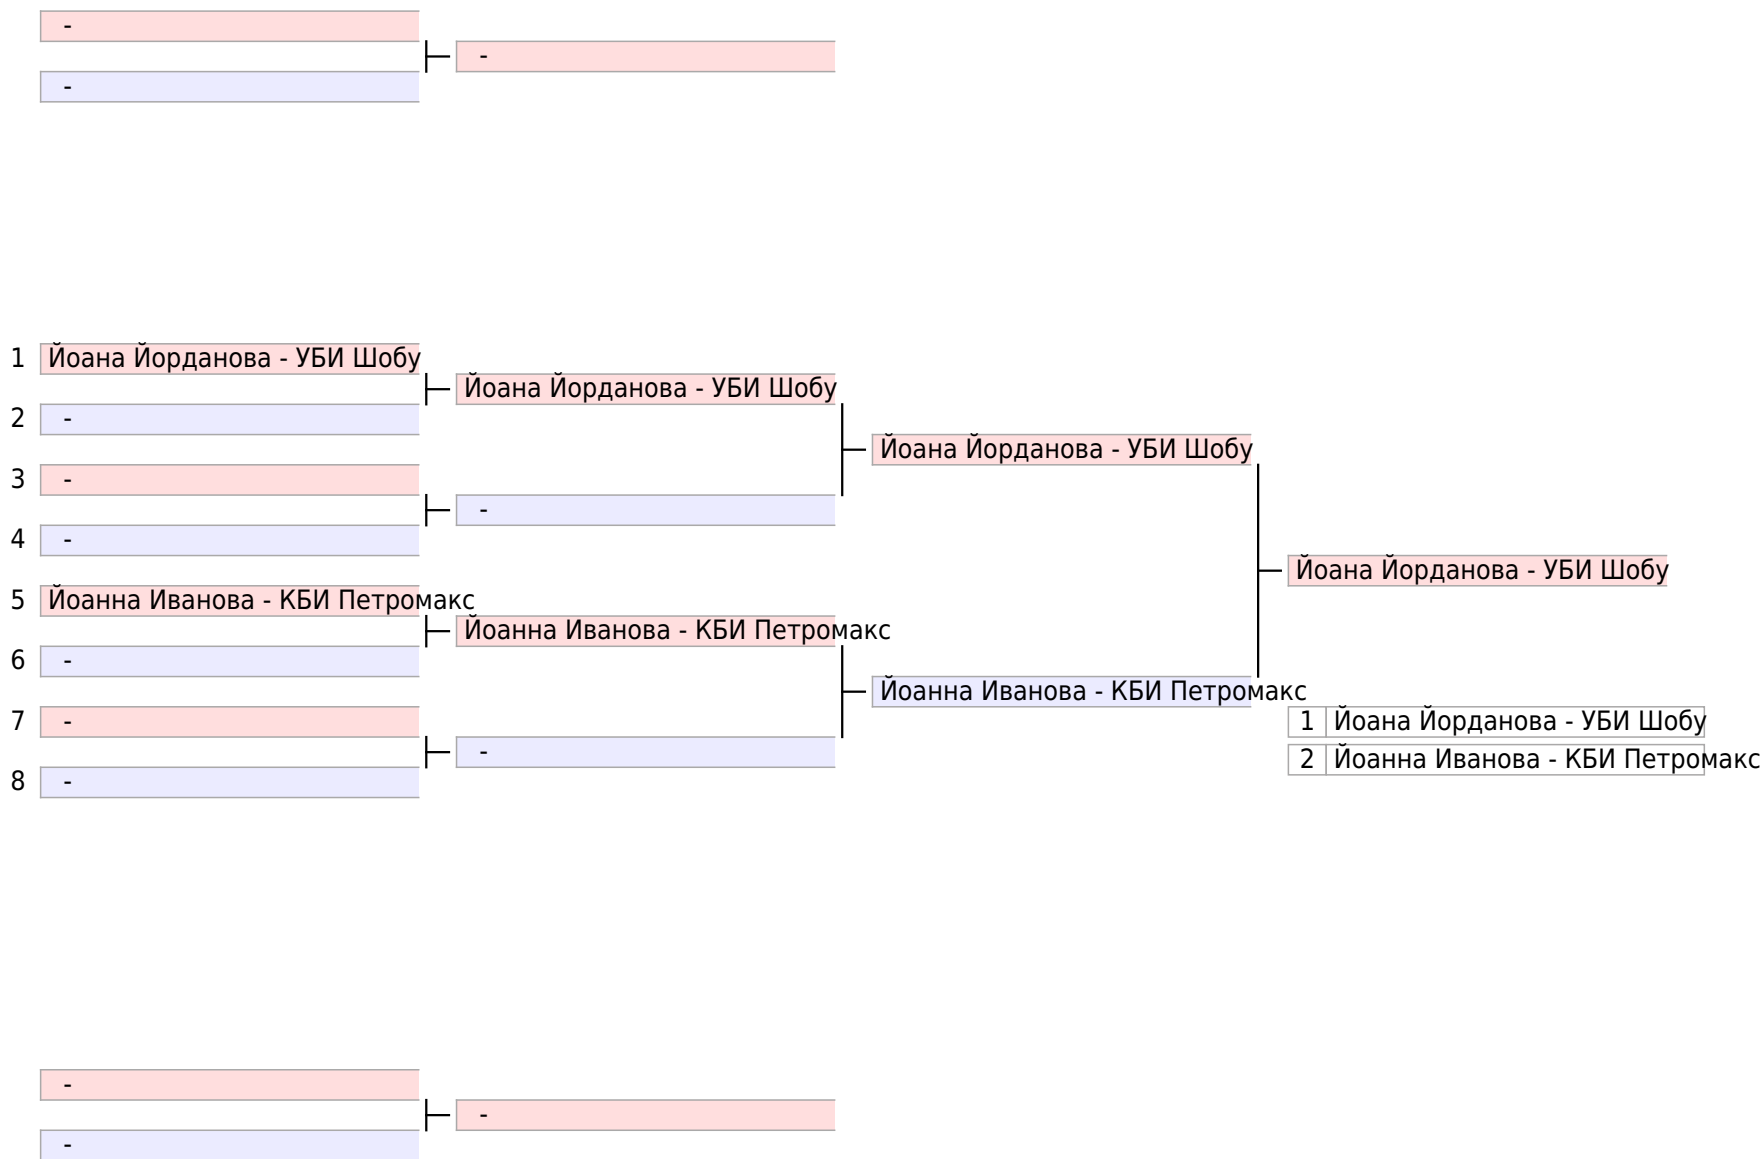 -
-
-
1 Йоана Йорданова - УБИ Шобу
Йоана Йорданова - УБИ Шобу
2 -
Йоана Йорданова - УБИ Шобу
3 -
-
4 -
Йоана Йорданова - УБИ Шобу
5 Йоанна Иванова - КБИ Петромакс
Йоанна Иванова - КБИ Петромакс
6 -
Йоанна Иванова - КБИ Петромакс
7 -
1 Йоана Йорданова - УБИ Шобу
-
2 Йоанна Иванова - КБИ Петромакс
8 -
-
-
-